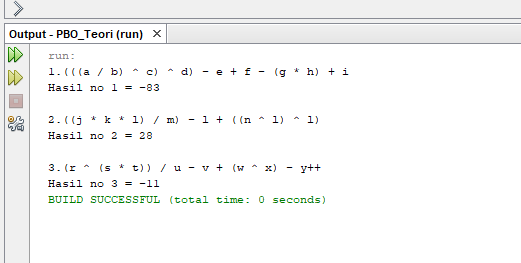 Output - PBO_Teori (run) ×
run:
1.(((a / b) ^ c) ^ d) - e + f - (g * h) + i
Hasil no 1 = -83
2.((j * k * l) / m) - l + ((n ^ l) ^ l)
Hasil no 2 = 28
3.(r ^ (s * t)) / u - v + (w ^ x) - y++
Hasil no 3 = -11
BUILD SUCCESSFUL (total time: 0 seconds)